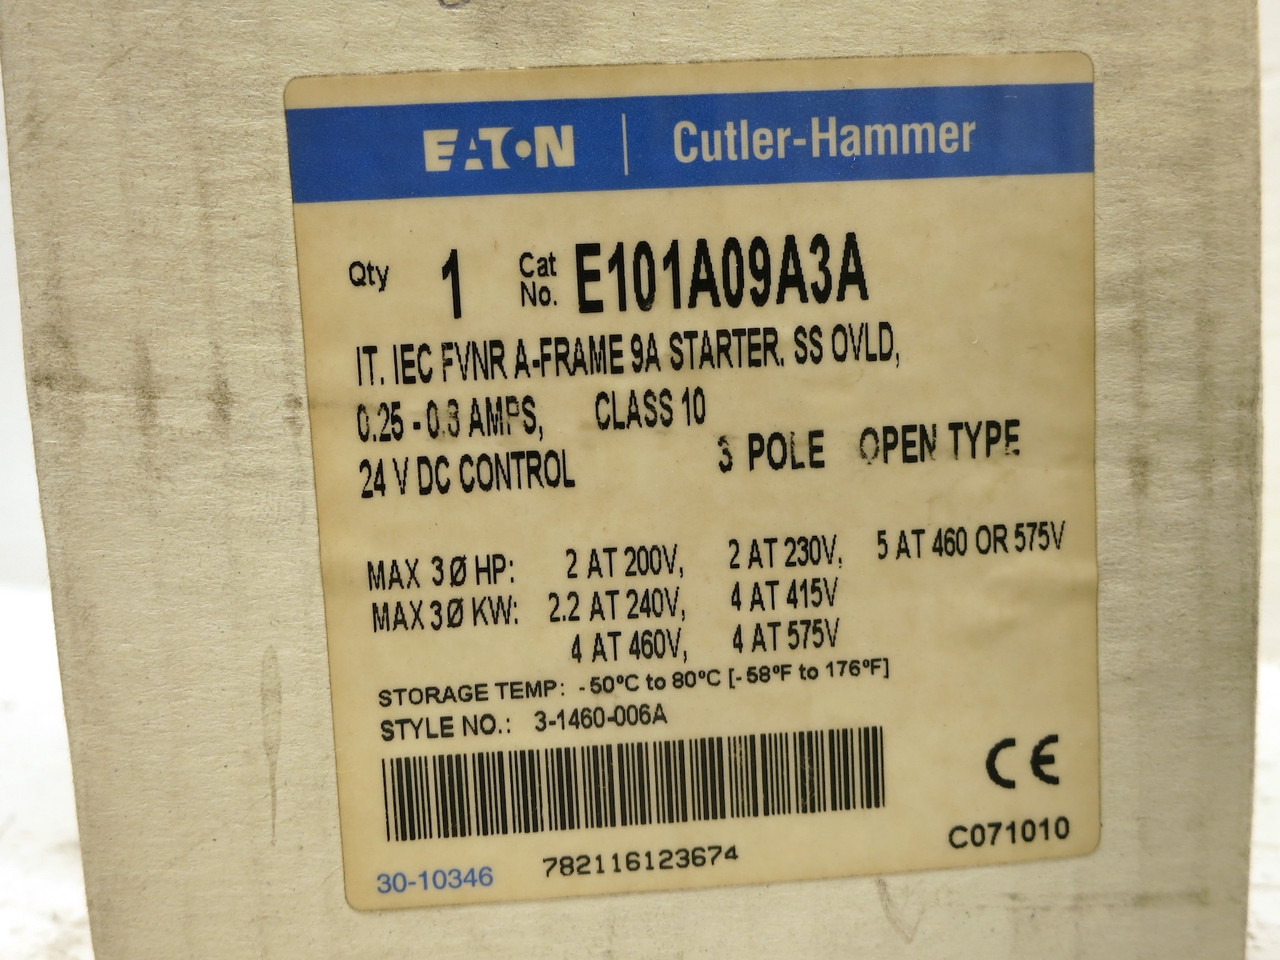 EATON | Cutler-Hammer
Qty 1 Cat No. E101A09A3A
IT. IEC FVNR A-FRAME 9A STARTER. SS OVLD,
0.25 - 0.8 AMPS, CLASS 10
24 V DC CONTROL 3 POLE OPEN TYPE
MAX 3Ø HP: 2 AT 200V, 2 AT 230V, 5 AT 460 OR 575V
MAX 3Ø KW: 2.2 AT 240V, 4 AT 415V
4 AT 460V, 4 AT 575V
STORAGE TEMP: -50°C to 80°C [-58°F to 176°F]
STYLE NO.: 3-1460-006A
CE
30-10346 782116123674 C071010